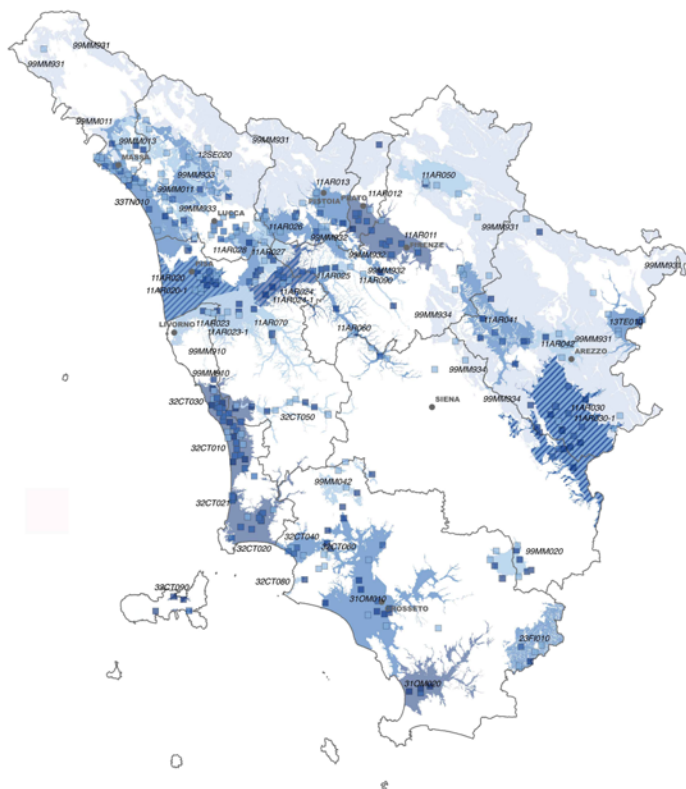 99MM931
99MM931
99MM011
99MM931
99MM013
12SE020
MASSA
99MM933
99MM011
33TN010
99MM933
LUCCA
11AR013
11AR012
PISTOIA
PRATO
11AR050
11AR011
11AR026
99MM932
FIRENZE
99MM931
11AR028
11AR027
99MM932
99MM932
11AR020
11AR025
11AR090
11AR020-1
11AR024
11AR024-1
99MM931
LIVORNO
11AR023
11AR023-1
11AR070
11AR060
99MM934
11AR041
13TE010
99MM931
11AR042
AREZZO
99MM910
99MM934
99MM910
SIENA
99MM934
11AR030
11AR030-1
32CT030
32CT050
32CT010
99MM042
32CT021
32CT040
32CT060
32CT020
99MM020
32CT080
32CT090
31OM010
GROSSETO
23FI010
31OM020